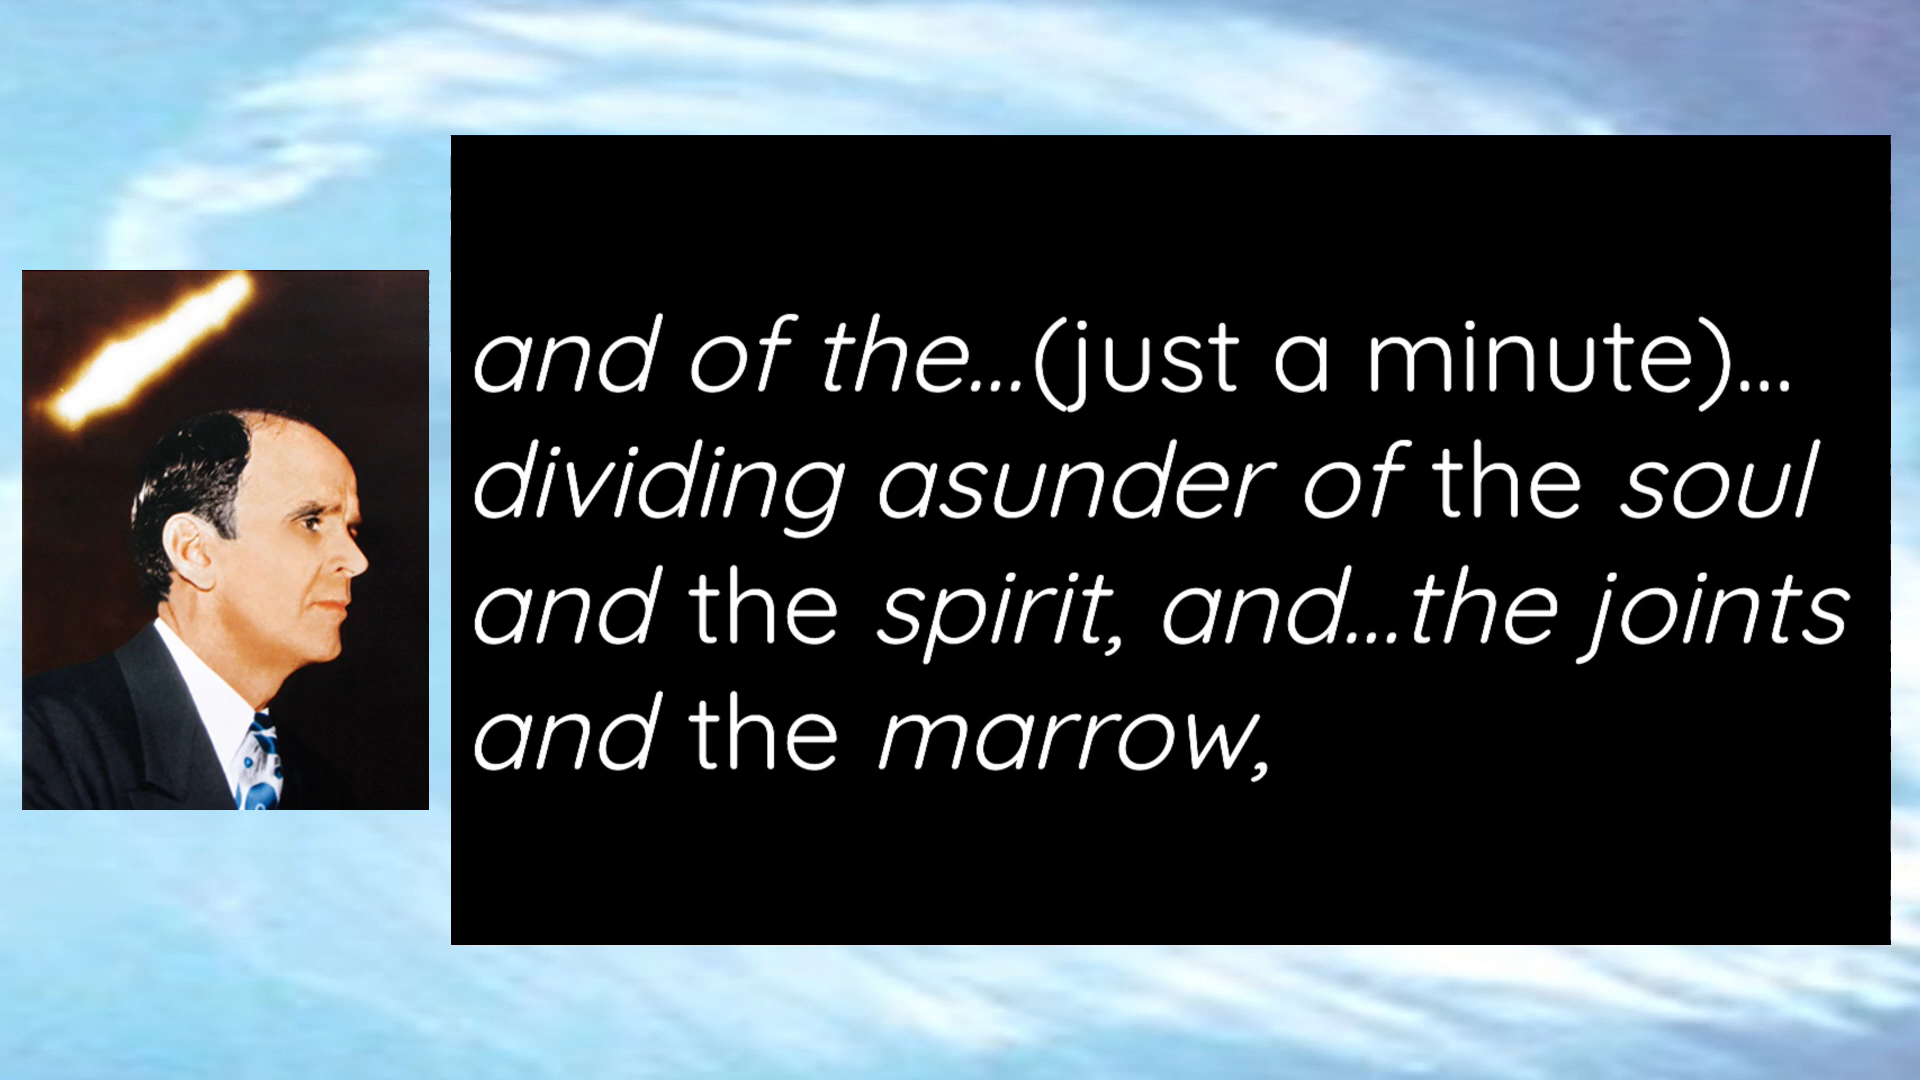 and of the...(just a minute)...
dividing asunder of the soul
and the spirit, and...the joints
and the marrow,